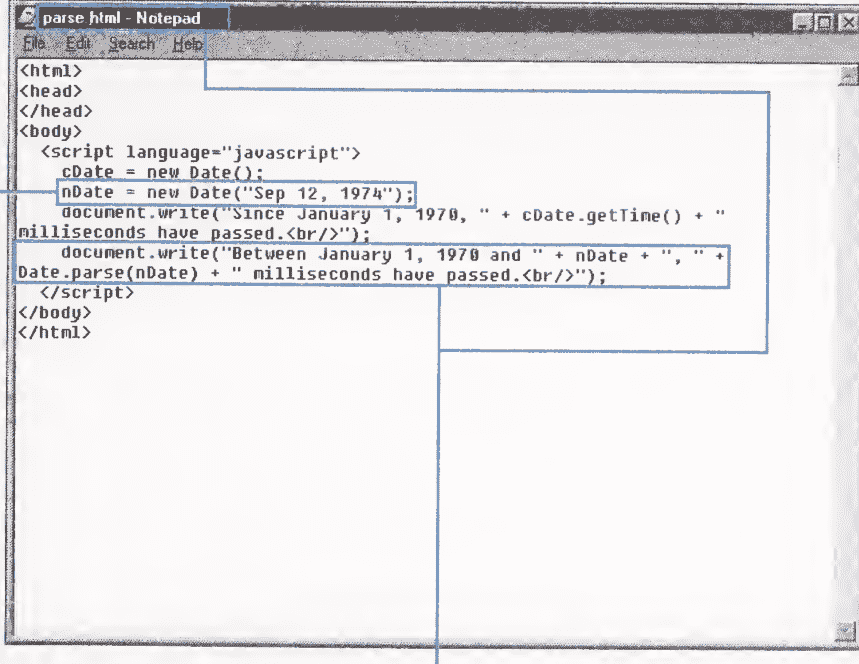 parse.html - Notepad
File Edit Search Help
<html>
<head>
</head>
<body>
<script language="javascript">
cDate = new Date();
nDate = new Date("Sep 12, 1974");
document.write("Since January 1, 1970, " + cDate.getTime() + "
milliseconds have passed.<br/>");
document.write("Between January 1, 1970 and " + nDate + ", " +
Date.parse(nDate) + " milliseconds have passed.<br/>");
</script>
</body>
</html>